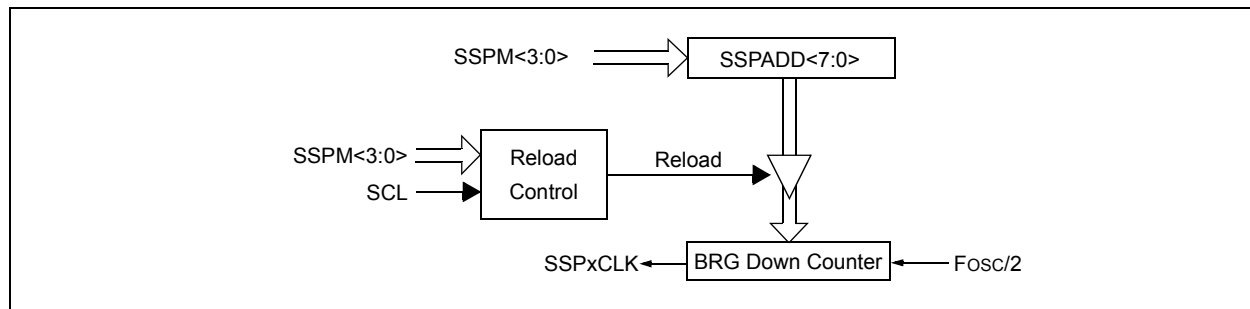 SSPM<3:0>
SSPADD<7:0>
SSPM<3:0>
SCL
Reload
Control
Reload
SSPxCLK
BRG Down Counter
FOSC/2